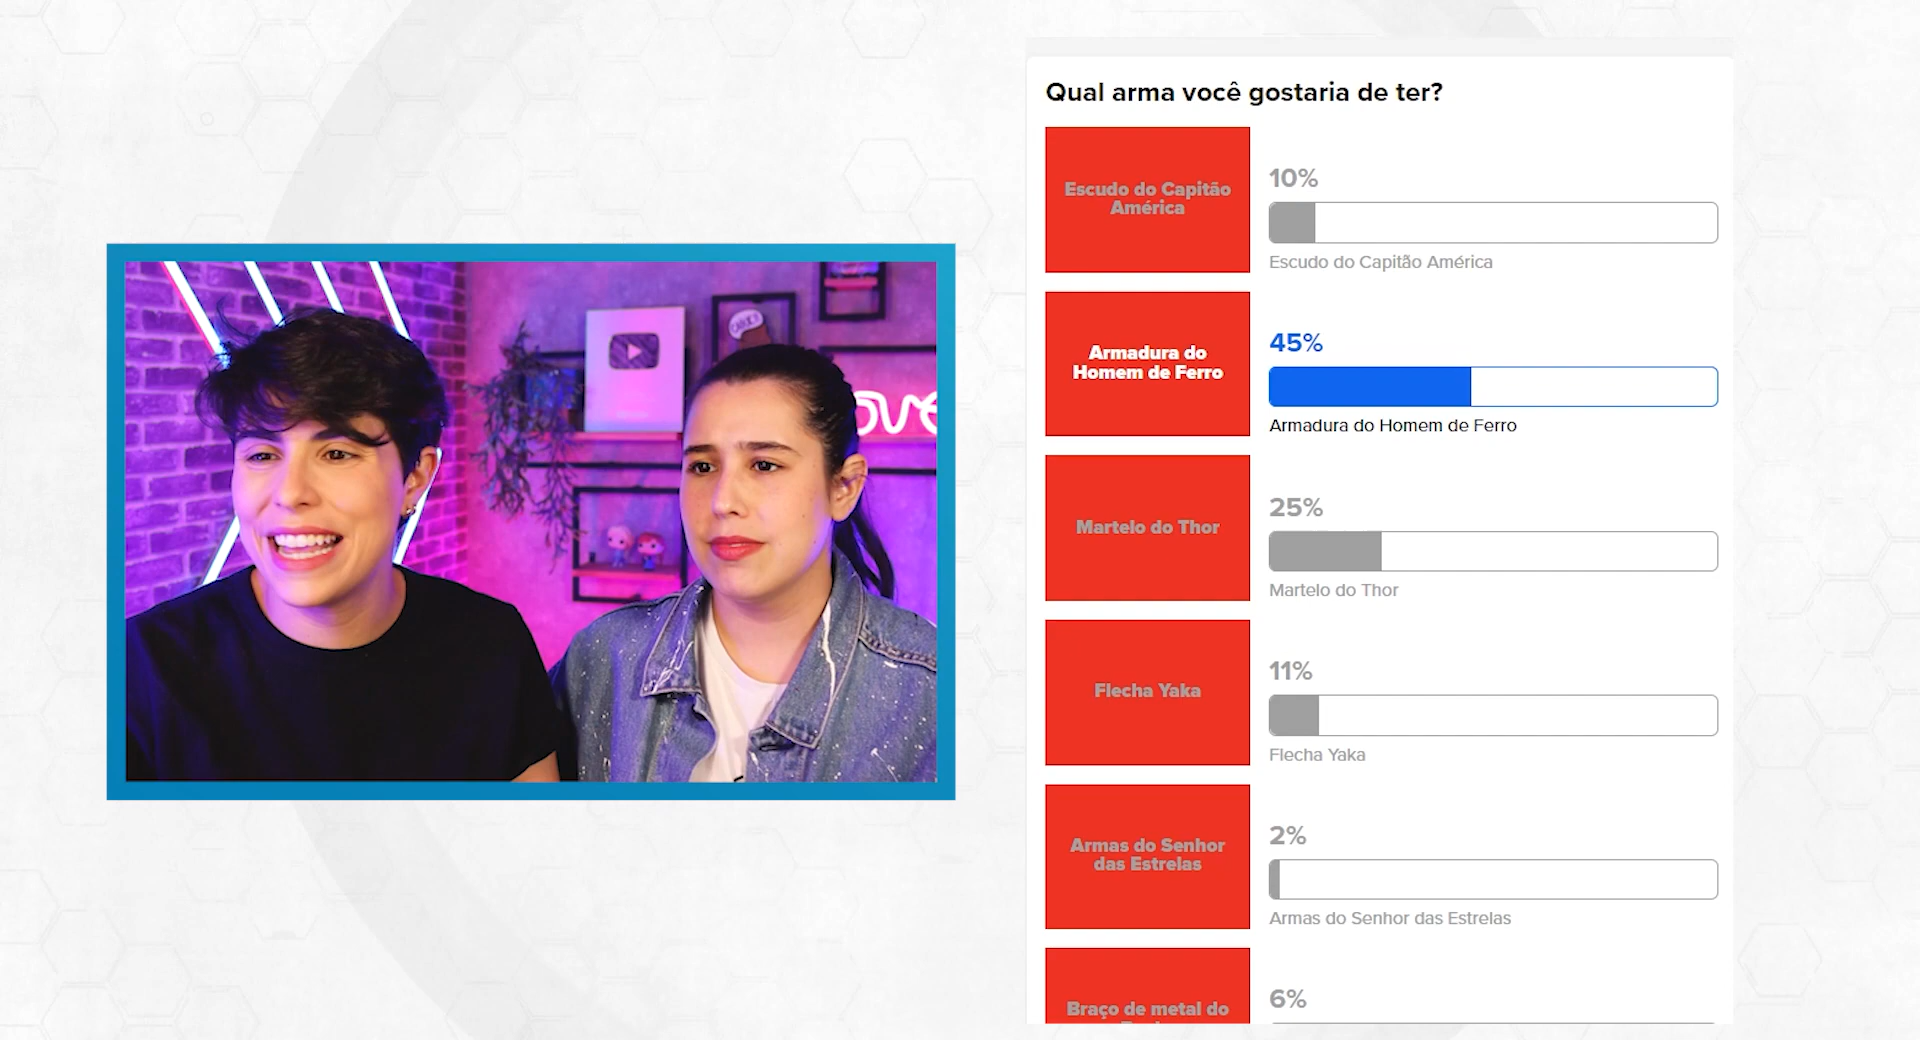 Qual arma você gostaria de ter?
Escudo do Capitão
América
10%
Escudo do Capitão América
Armadura do
Homem de Ferro
45%
Armadura do Homem de Ferro
Martelo do Thor
25%
Martelo do Thor
Flecha Yaka
11%
Flecha Yaka
Armas do Senhor
das Estrelas
2%
Armas do Senhor das Estrelas
Braço de metal do
6%